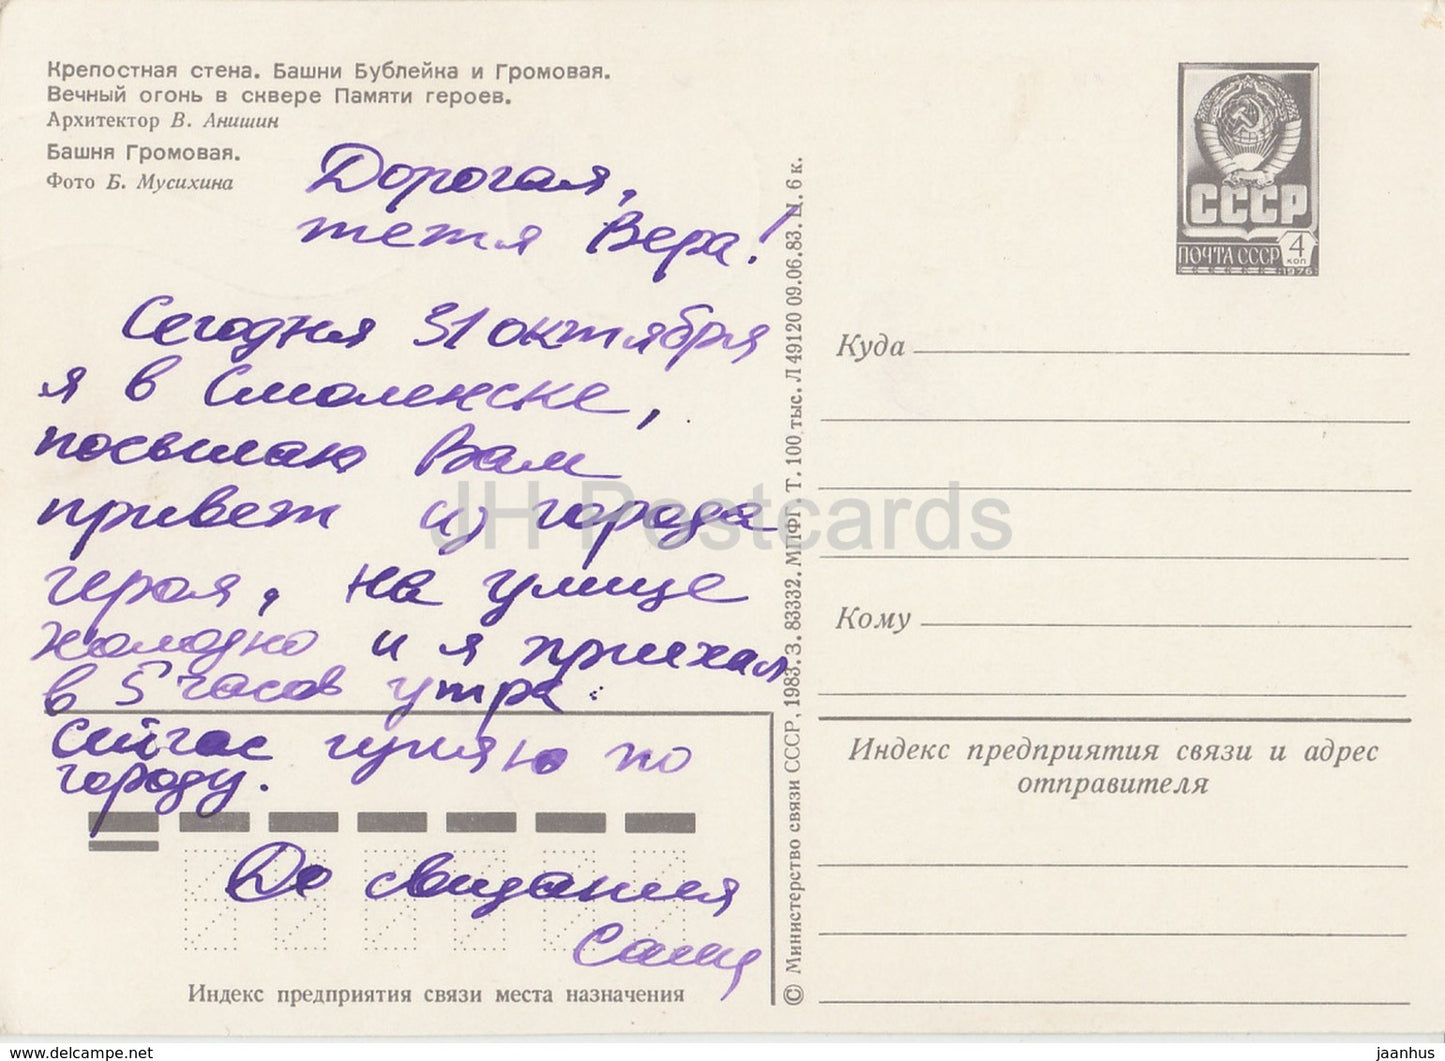 Крепостная стена. Башни Бублейка и Громовая.
Вечный огонь в сквере Памяти героев.
Архитектор В. Анишин
Башня Громовая.
Фото Б. Мусихина
Дорогая,
тетя Вера!
Сегодня 31 октября
я в Смоленске,
посылаю Вам
привет из города
героя, на улице
холодно и я приехал
в 5 часов утра.
Сейчас гуляю по
городу.
До свидания
Индекс предприятия связи места назначения
© Министерство связи СССР, 1983. З. 83332. МПФГ Т. 100 тыс. Л 49120 09.06.83. Ц. 6 к.
СССР
ПОЧТА СССР 4 коп
1976
Куда
Кому
Индекс предприятия связи и адрес
отправителя
JH Postcards
www.delcampe.net
jaanhus